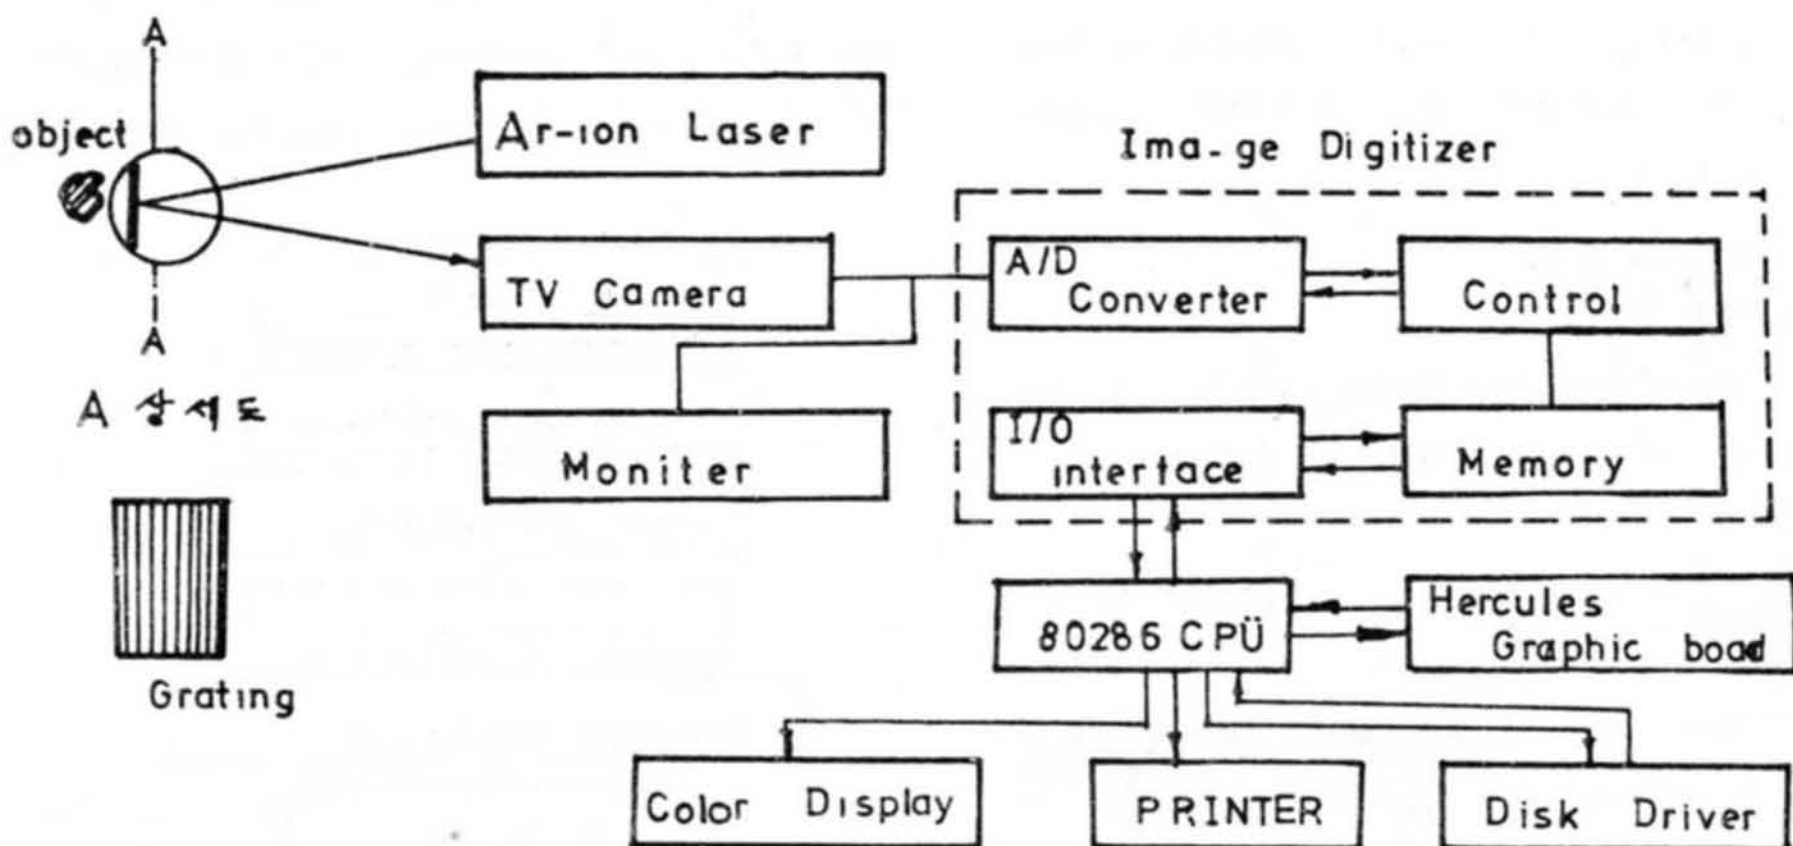 A
object
Ar-ion Laser
Ima-ge Digitizer
TV Camera
A/D
Converter
Control
A
A 상세도
Moniter
I/O
interface
Memory
Grating
80286 CPÜ
Hercules
Graphic boad
Color Display
PRINTER
Disk Driver